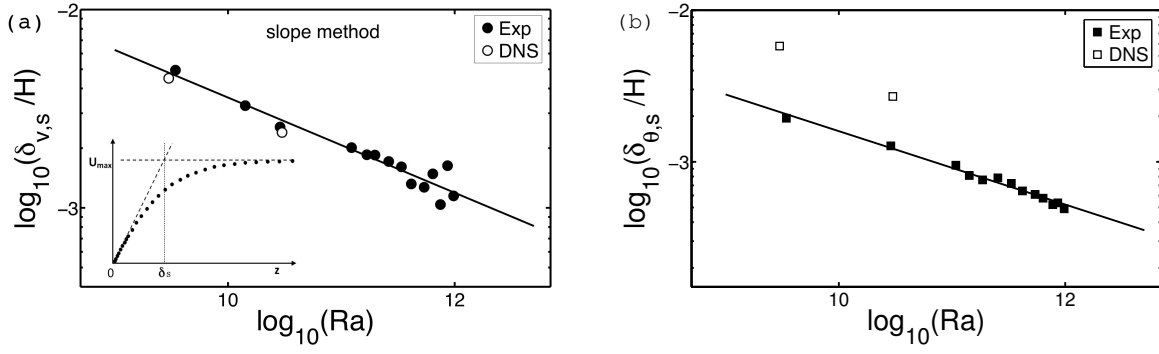 (a)
-2
slope method
Exp
DNS
log10(δv,s /H)
Umax
0
δs
z
-3
10
12
log10(Ra)
(b)
-2
Exp
DNS
log10(δθ,s /H)
-3
10
12
log10(Ra)